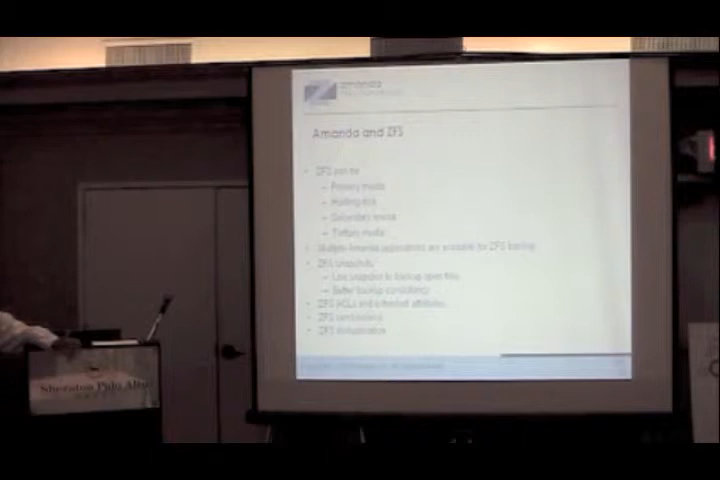 zmanda
Amanda and ZFS
• ZFS can be
– Primary media
– Holding disk
– Secondary media
– Tertiary media
• Multiple Amanda applications are available for ZFS backup
• ZFS snapshots
– Use snapshot to backup open files
– Better backup consistency
• ZFS ACLs and extended attributes
• ZFS
• ZFS deduplication
Sheraton Palo Alto